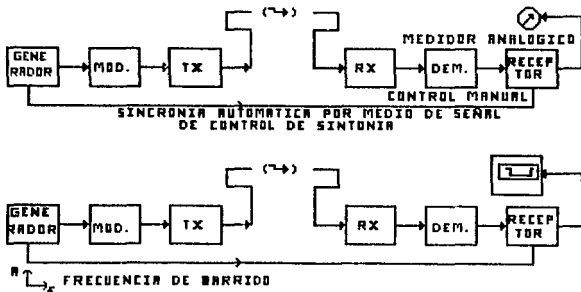 MEDIDOR ANALOGICO
GENE
RADOR
MOD.
TX
RX
DEM.
RECEP
TOR
CONTROL MANUAL
SINCRONIA AUTOMATICA POR MEDIO DE SEÑAL
DE CONTROL DE SINTONIA
GENE
RADOR
MOD.
TX
RX
DEM.
RECEP
TOR
A
F
FRECUENCIA DE BARRIDO